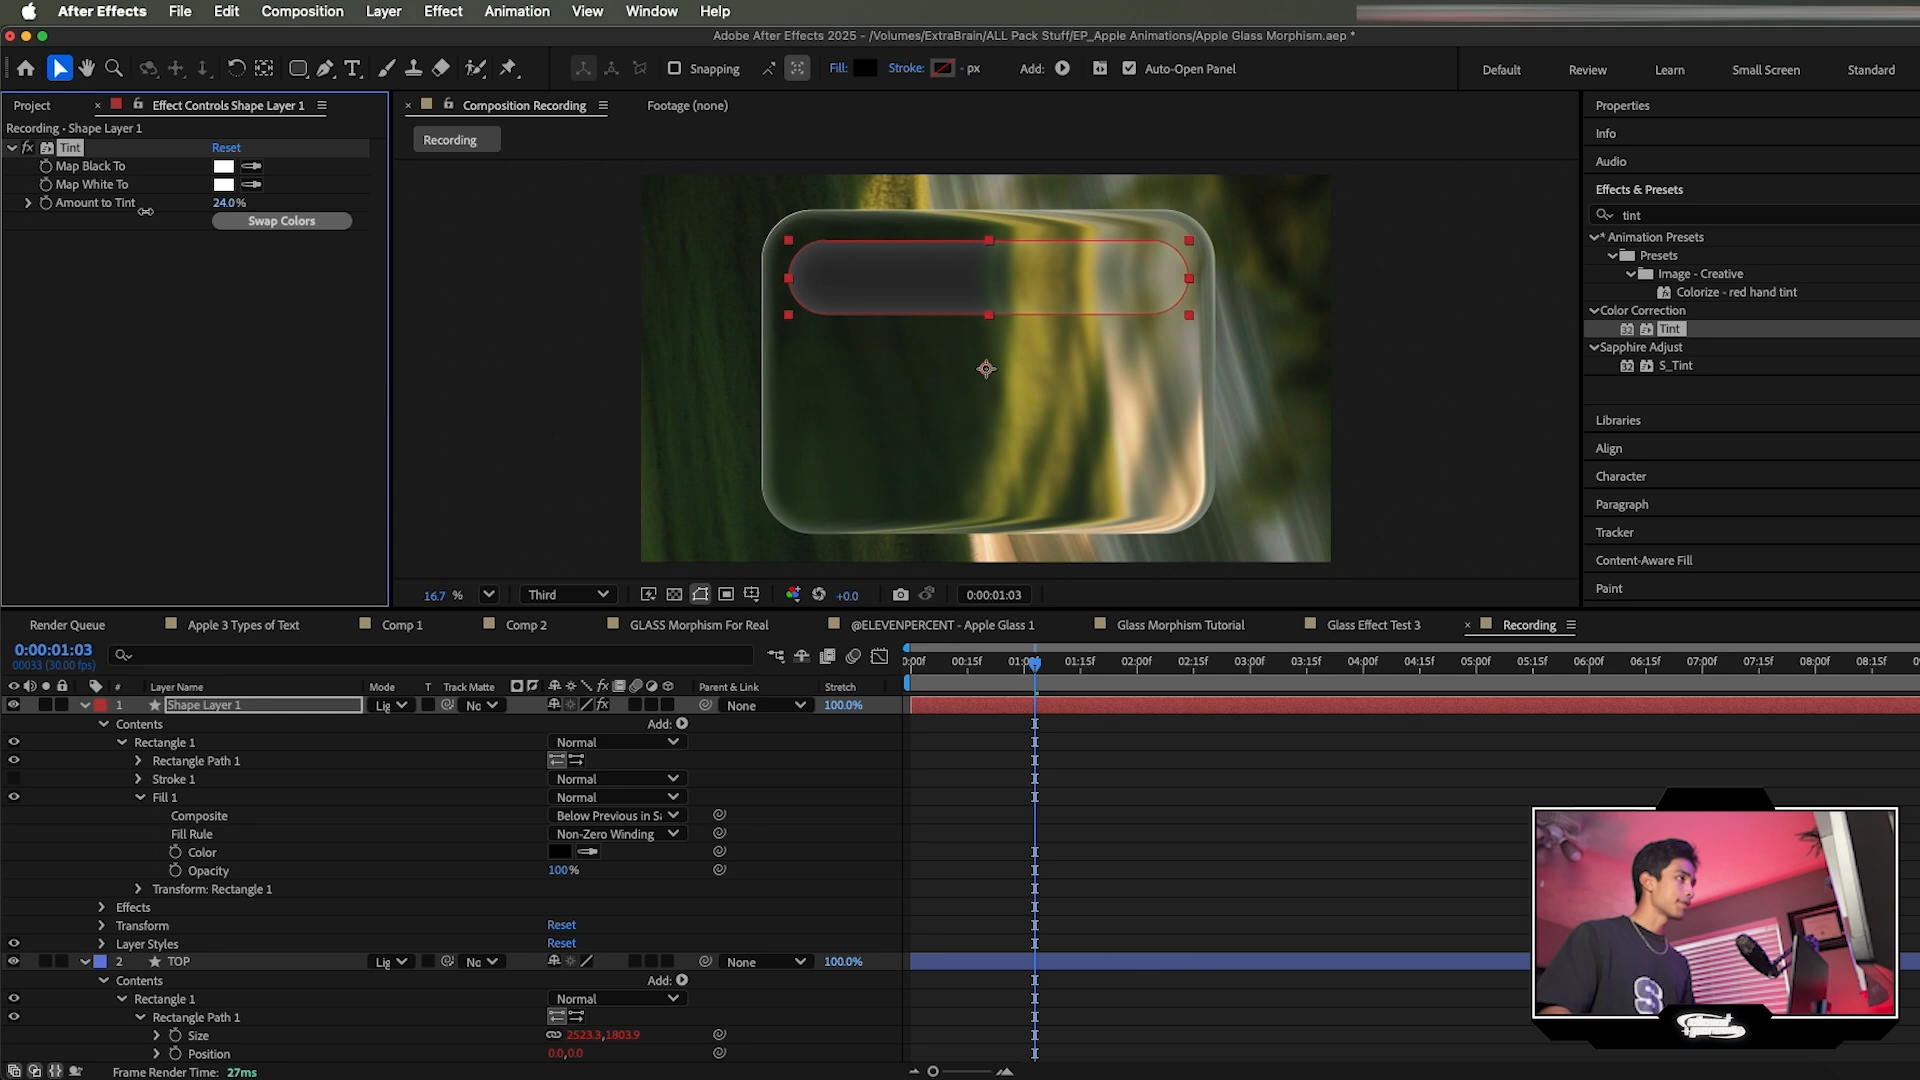 After Effects File Edit Composition Layer Effect Animation View Window Help
Adobe After Effects 2025 - /Volumes/ExtraBrain/ALL Pack Stuff/EP_Apple Animations/Apple Glass Morphism.aep *
Snapping Fill: Stroke: - px Add: Auto-Open Panel Default Review Learn Small Screen Standard
Project × Effect Controls Shape Layer 1
Recording • Shape Layer 1
fx Tint Reset
Map Black To
Map White To
Amount to Tint 24.0%
Swap Colors
× Composition Recording Footage (none)
Recording
16.7 % Third +0.0 0:00:01:03
Properties
Info
Audio
Effects & Presets
tint
* Animation Presets
Presets
Image - Creative
Colorize - red hand tint
Color Correction
32 Tint
Sapphire Adjust
32 S_Tint
Libraries
Align
Character
Paragraph
Tracker
Content-Aware Fill
Paint
Render Queue Apple 3 Types of Text Comp 1 Comp 2 GLASS Morphism For Real @ELEVENPERCENT - Apple Glass 1 Glass Morphism Tutorial Glass Effect Test 3 × Recording
0:00:01:03
00033 (30.00 fps)
0:00f 00:15f 01:00f 01:15f 02:00f 02:15f 03:00f 03:15f 04:00f 04:15f 05:00f 05:15f 06:00f 06:15f 07:00f 07:15f 08:00f 08:15f
# Layer Name Mode T Track Matte fx Parent & Link Stretch
1 Shape Layer 1 Lig No fx None 100.0%
Contents Add:
Rectangle 1 Normal
Rectangle Path 1
Stroke 1 Normal
Fill 1 Normal
Composite Below Previous in Sa
Fill Rule Non-Zero Winding
Color
Opacity 100%
Transform: Rectangle 1
Effects
Transform Reset
Layer Styles Reset
2 TOP Lig No None 100.0%
Contents Add:
Rectangle 1 Normal
Rectangle Path 1
Size 2523.3,1803.9
Position 0.0,0.0
Frame Render Time: 27ms
S